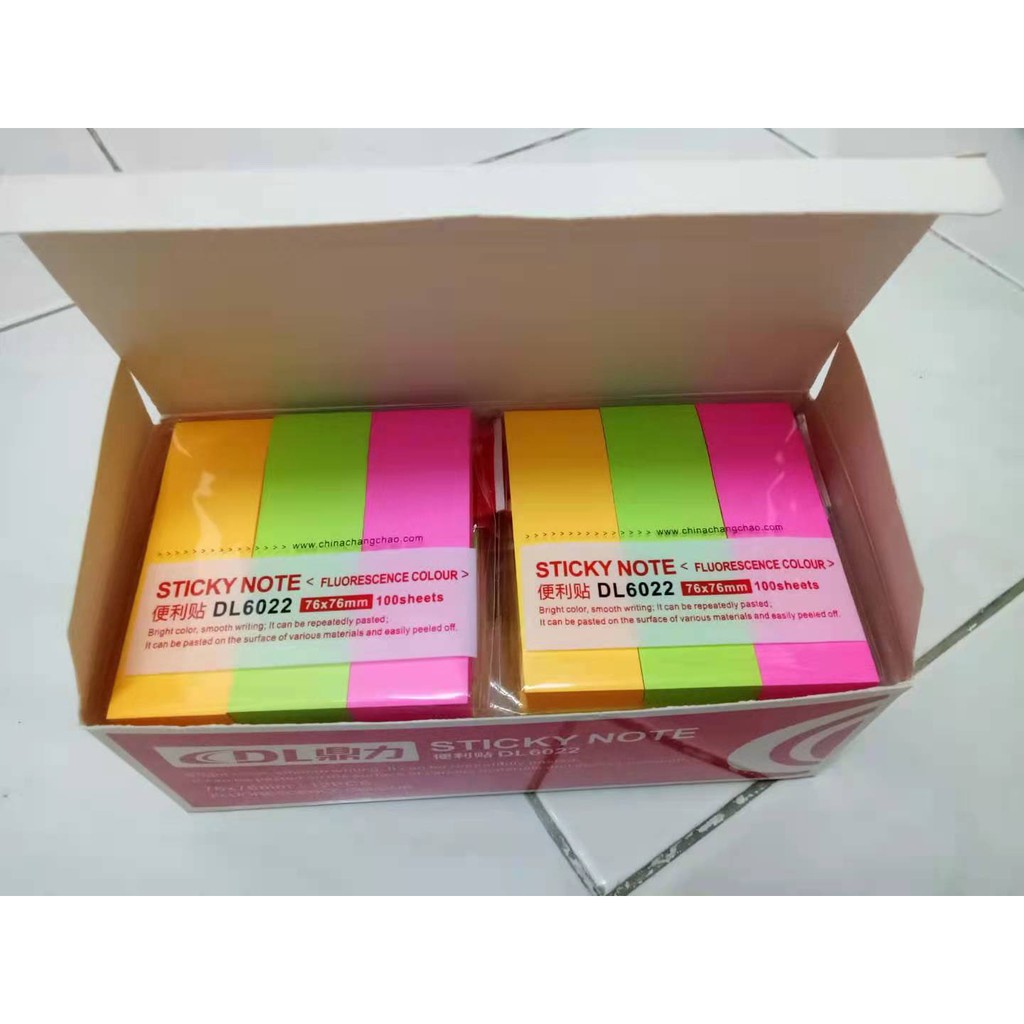 > > > > > > > > > > > > > > > > www.chinachangchao.com
STICKY NOTE < FLUORESCENCE COLOUR >
便利贴 DL6022 76x76mm 100sheets
Bright color, smooth writing; It can be repeatedly pasted;
It can be pasted on the surface of various materials and easily peeled off.
> > > > > > > > > > > > > > > > www.chinachangchao.com
STICKY NOTE < FLUORESCENCE COLOUR >
便利贴 DL6022 76x76mm 100sheets
Bright color, smooth writing; It can be repeatedly pasted;
It can be pasted on the surface of various materials and easily peeled off.
DL鼎力 STICKY NOTE
便利贴 DL6022
76x76mm